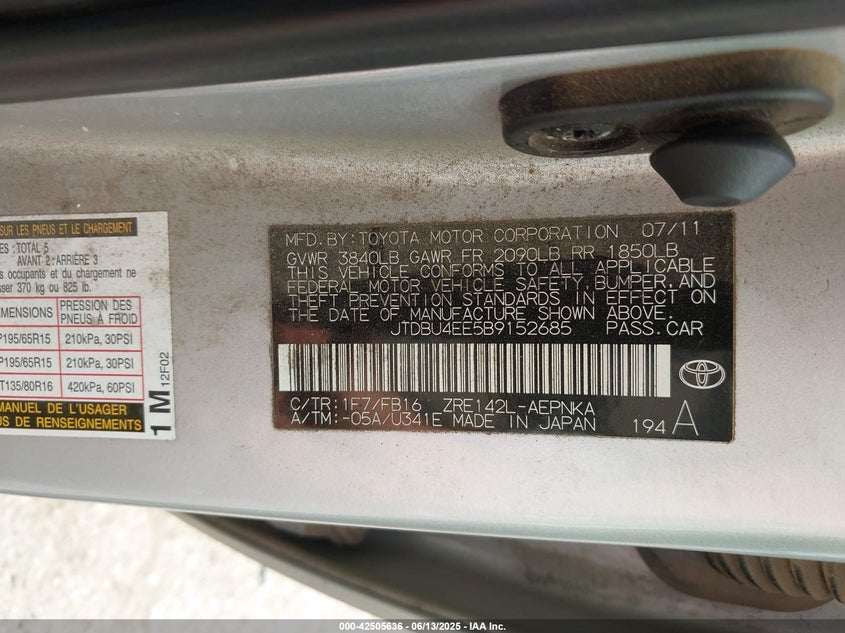 SUR LES PNEUS ET LE CHARGEMENT
TOTAL 5
AVANT 2: ARRIÈRE 3
occupants et du chargement ne
370 kg ou 825 lb.
PRESSION DES
PNEUS À FROID
P195/65R15 210kPa, 30PSI
P195/65R15 210kPa, 30PSI
T135/80R16 420kPa, 60PSI
MANUEL DE L'USAGER
DE RENSEIGNEMENTS
1 M 12F02
MFD.BY:TOYOTA MOTOR CORPORATION 07/11
GVWR 3840LB GAWR FR 2090LB RR 1850LB
THIS VEHICLE CONFORMS TO ALL APPLICABLE
FEDERAL MOTOR VEHICLE SAFETY,BUMPER,AND
THEFT PREVENTION STANDARDS IN EFFECT ON
THE DATE OF MANUFACTURE SHOWN ABOVE.
JTDBU4EE5B9152685 PASS.CAR
C/TR:1F7/FB16 ZRE142L-AEPNKA
A/TM:-05A/U341E MADE IN JAPAN 194 A
000-42505636 - 06/13/2025 - IAA Inc.